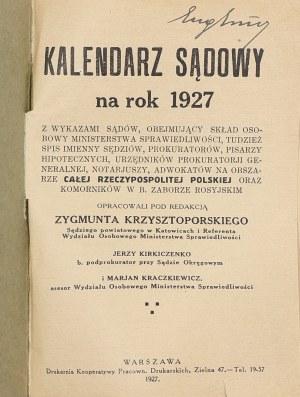 KALENDARZ SĄDOWY
na rok 1927
Z WYKAZAMI SĄDÓW, OBEJMUJĄCY SKŁAD OSO-
BOWY MINISTERSTWA SPRAWIEDLIWOŚCI, TUDZIEŻ
SPIS IMIENNY SĘDZIÓW, PROKURATORÓW, PISARZY
HIPOTECZNYCH, URZĘDNIKÓW PROKURATORJI GE-
NERALNEJ, NOTARJUSZY, ADWOKATÓW NA OBSZA-
RZE CAŁEJ RZECZYPOSPOLITEJ POLSKIEJ ORAZ
KOMORNIKÓW W B. ZABORZE ROSYJSKIM
OPRACOWALI POD REDAKCJĄ
ZYGMUNTA KRZYSZTOPORSKIEGO
Sędziego powiatowego w Katowicach i Referenta
Wydziału Osobowego Ministerstwa Sprawiedliwości
JERZY KIRKICZENKO
b. podprokurator przy Sądzie Okręgowym
i MARJAN KRACZKIEWICZ,
asesor Wydziału Osobowego Ministerstwa Sprawiedliwości
WARSZAWA
Drukarnia Kooperatywy Pracown. Drukarskich, Zielna 47.—Tel. 19-57
1927.